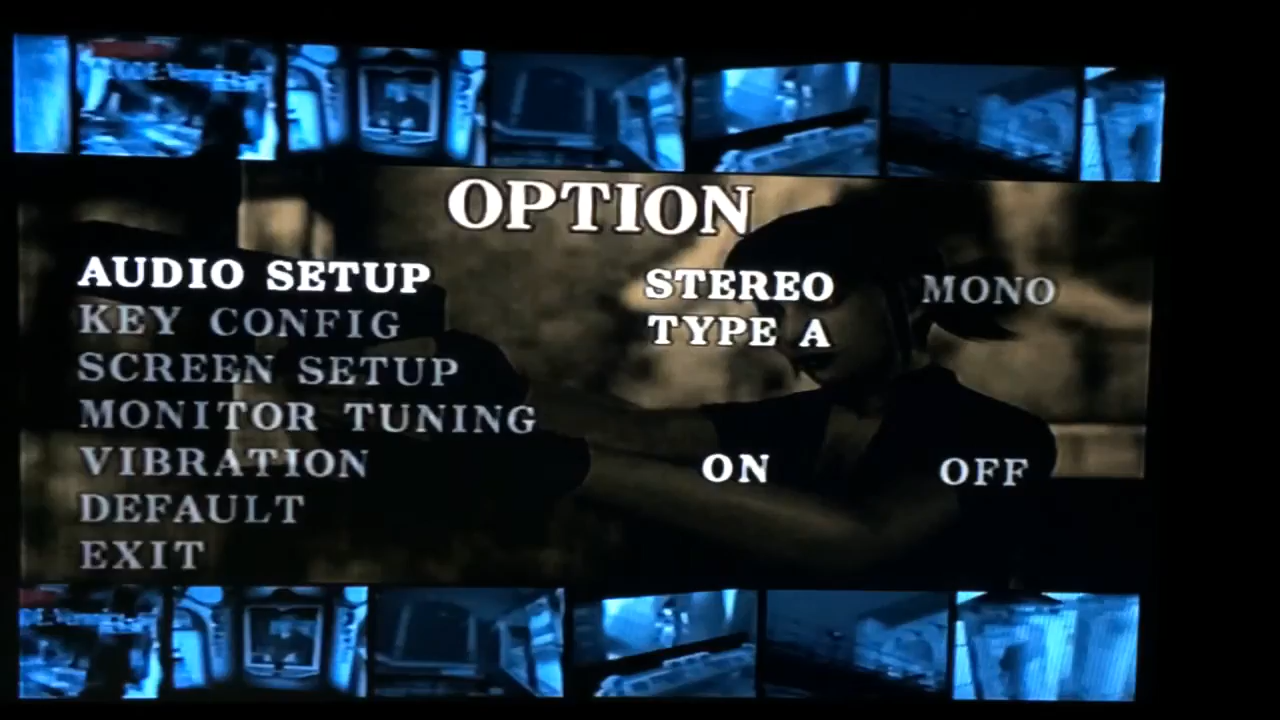 OPTION
AUDIO SETUP STEREO MONO
KEY CONFIG TYPE A
SCREEN SETUP
MONITOR TUNING
VIBRATION ON OFF
DEFAULT
EXIT